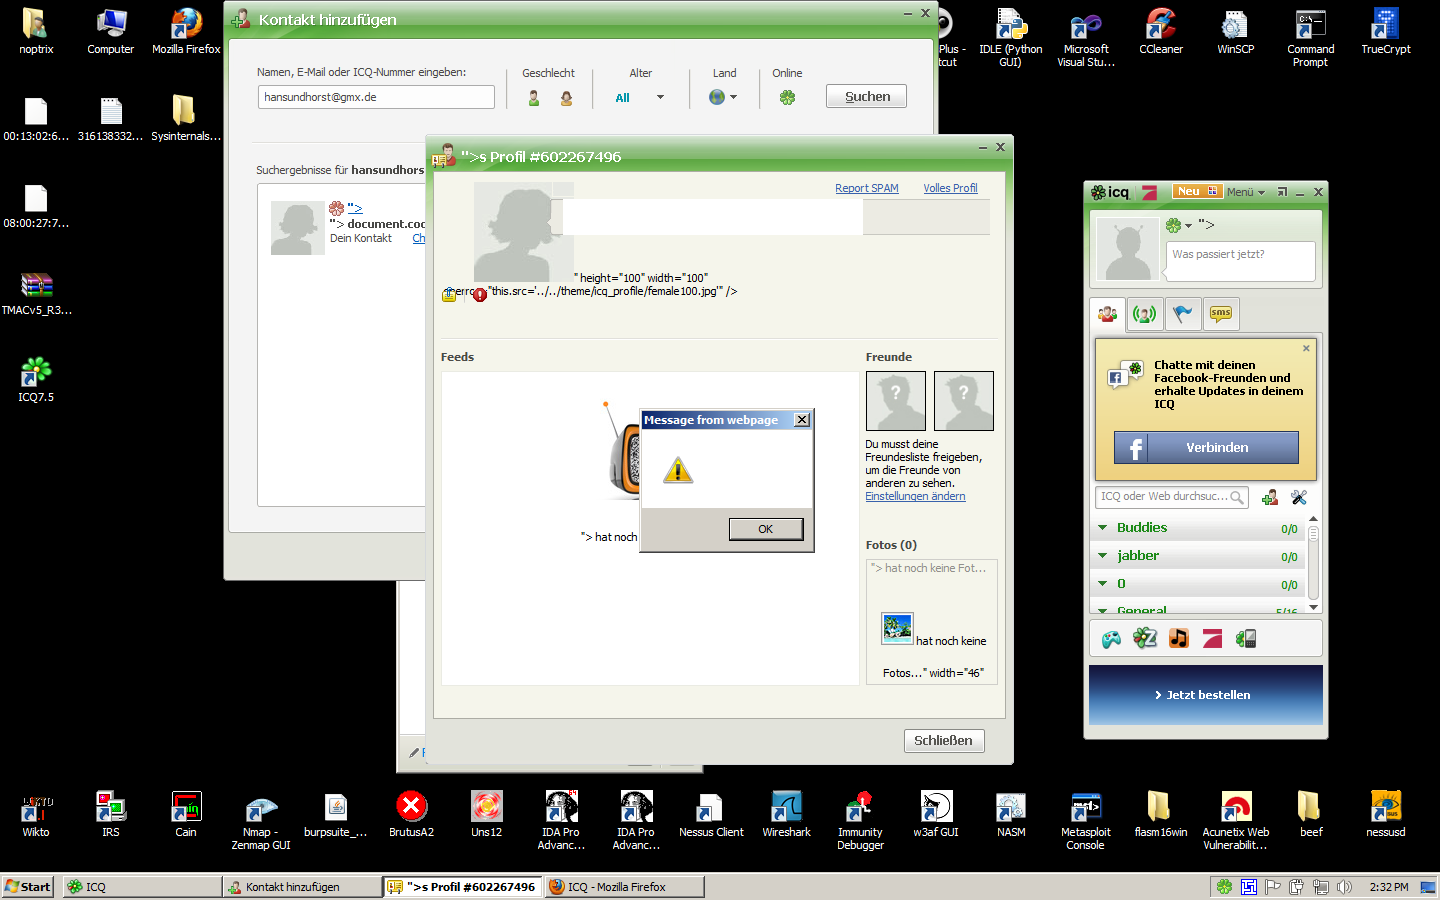 noptrix
Computer
Mozilla Firefox
Plus -
tcut
IDLE (Python
GUI)
Microsoft
Visual Stu...
CCleaner
WinSCP
Command
Prompt
TrueCrypt
00:13:02:6...
316138332...
Sysinternals...
08:00:27:7...
TMACv5_R3...
ICQ7.5
Kontakt hinzufügen
Namen, E-Mail oder ICQ-Nummer eingeben:
hansundhorst@gmx.de
Geschlecht
Alter
All
Land
Online
Suchen
Suchergebnisse für hansundhors
">
"> document.coo
Dein Kontakt Ch
">s Profil #602267496
Report SPAM Volles Profil
" height="100" width="100"
"this.src='../../theme/icq_profile/female100.jpg'" />
Feeds
"> hat noch
Message from webpage
OK
Freunde
Du musst deine
Freundesliste freigeben,
um die Freunde von
anderen zu sehen.
Einstellungen ändern
Fotos (0)
"> hat noch keine Fot...
hat noch keine
Fotos..." width="46"
Schließen
icq
Neu
Menü
">
Was passiert jetzt?
sms
Chatte mit deinen
Facebook-Freunden und
erhalte Updates in deinem
ICQ
Verbinden
ICQ oder Web durchsuc...
Buddies 0/0
jabber 0/0
0 0/0
General 5/16
> Jetzt bestellen
Wikto
IRS
Cain
Nmap -
Zenmap GUI
burpsuite_...
BrutusA2
Uns12
IDA Pro
Advanc...
IDA Pro
Advanc...
Nessus Client
Wireshark
Immunity
Debugger
w3af GUI
NASM
Metasploit
Console
flasm16win
Acunetix Web
Vulnerabilit...
beef
nessusd
Start
ICQ
Kontakt hinzufügen
">s Profil #602267496
ICQ - Mozilla Firefox
2:32 PM